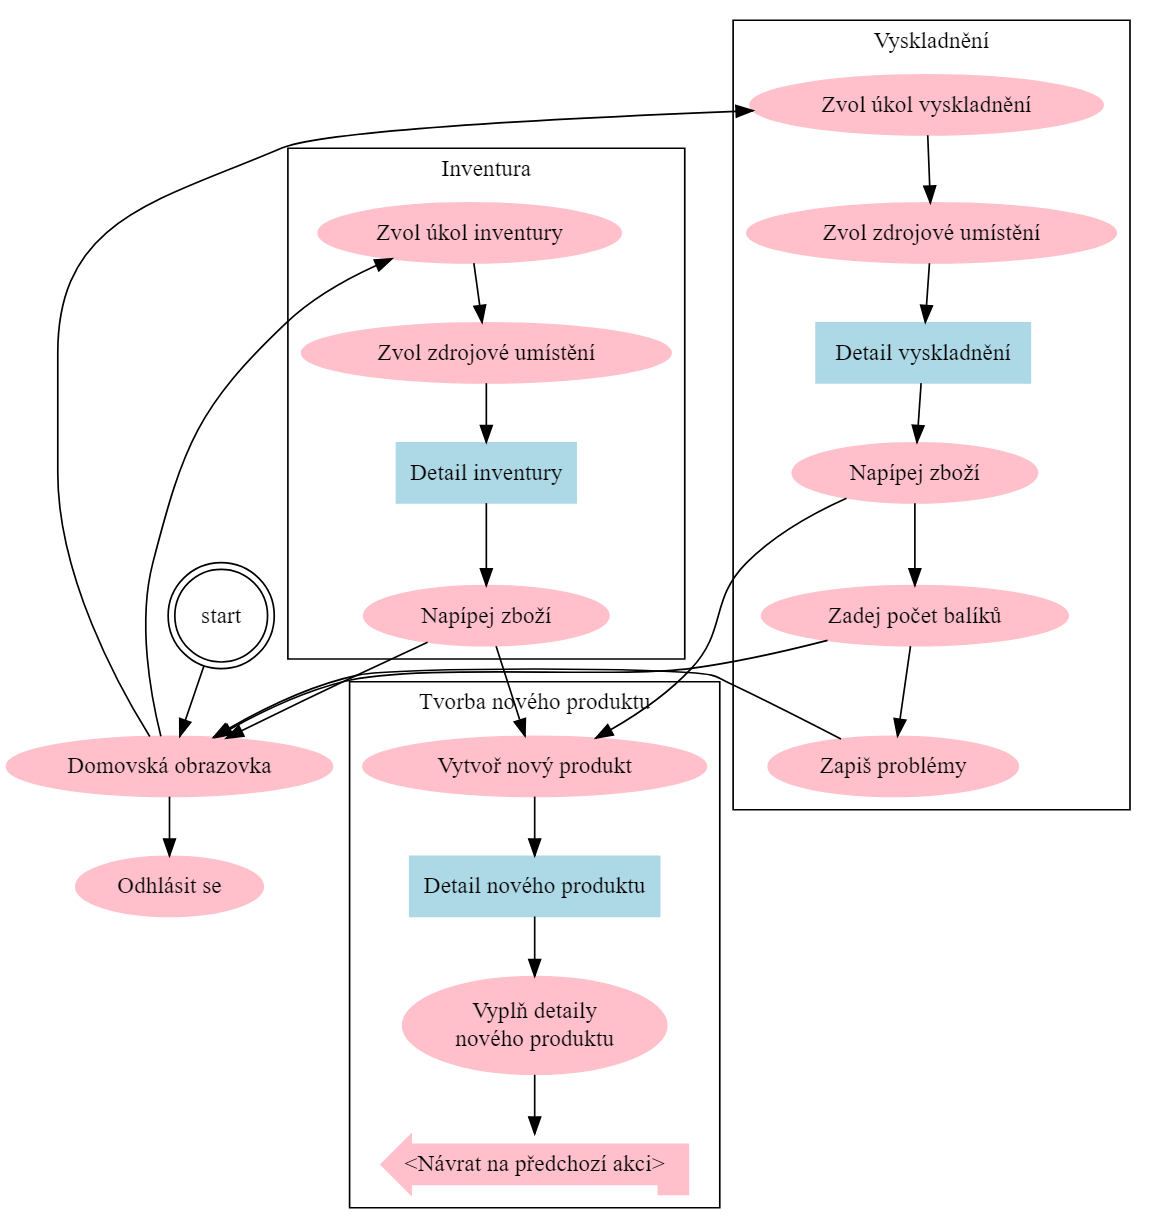 Vyskladnění
Zvol úkol vyskladnění
Zvol zdrojové umístění
Detail vyskladnění
Napípej zboží
Zadej počet balíků
Zapiš problémy
Inventura
Zvol úkol inventury
Zvol zdrojové umístění
Detail inventury
Napípej zboží
start
Domovská obrazovka
Odhlásit se
Tvorba nového produktu
Vytvoř nový produkt
Detail nového produktu
Vyplň detaily
nového produktu
<Návrat na předchozí akci>